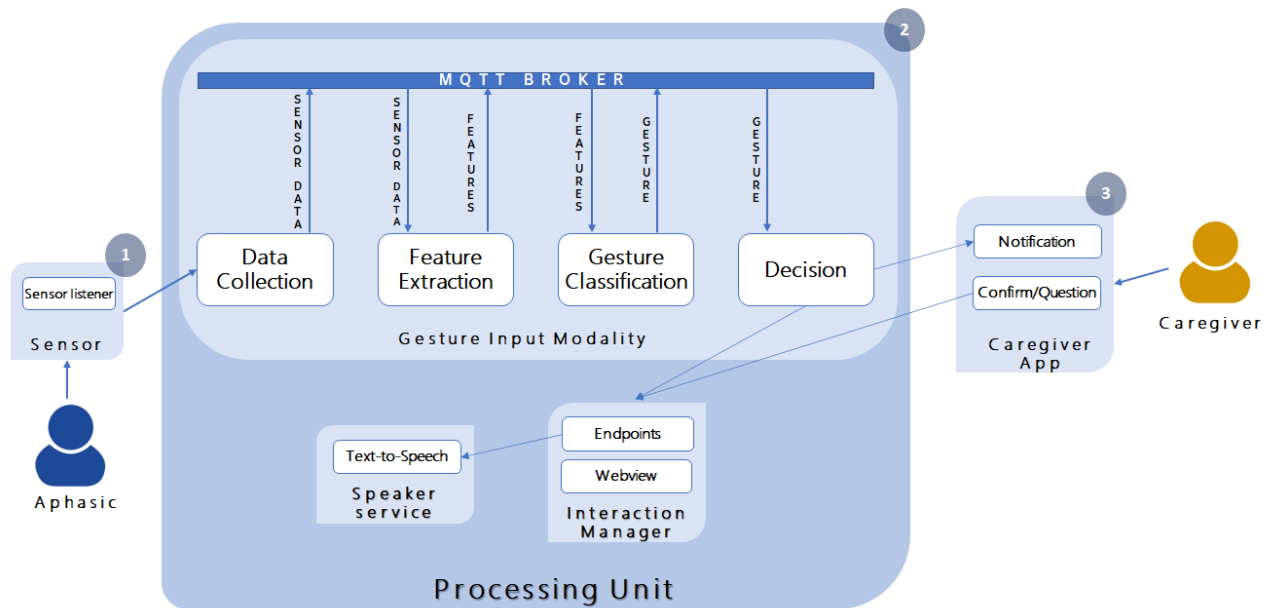 2
MQTT BROKER
SENSOR DATA
SENSOR DATA
FEATURES
FEATURES
GESTURE
GESTURE
3
1
Data
Collection
Feature
Extraction
Gesture
Classification
Decision
Notification
Sensor listener
Confirm/Question
Sensor
Gesture Input Modality
Caregiver
App
Caregiver
Endpoints
Text-to-Speech
Webview
Speaker
service
Interaction
Manager
Aphasic
Processing Unit